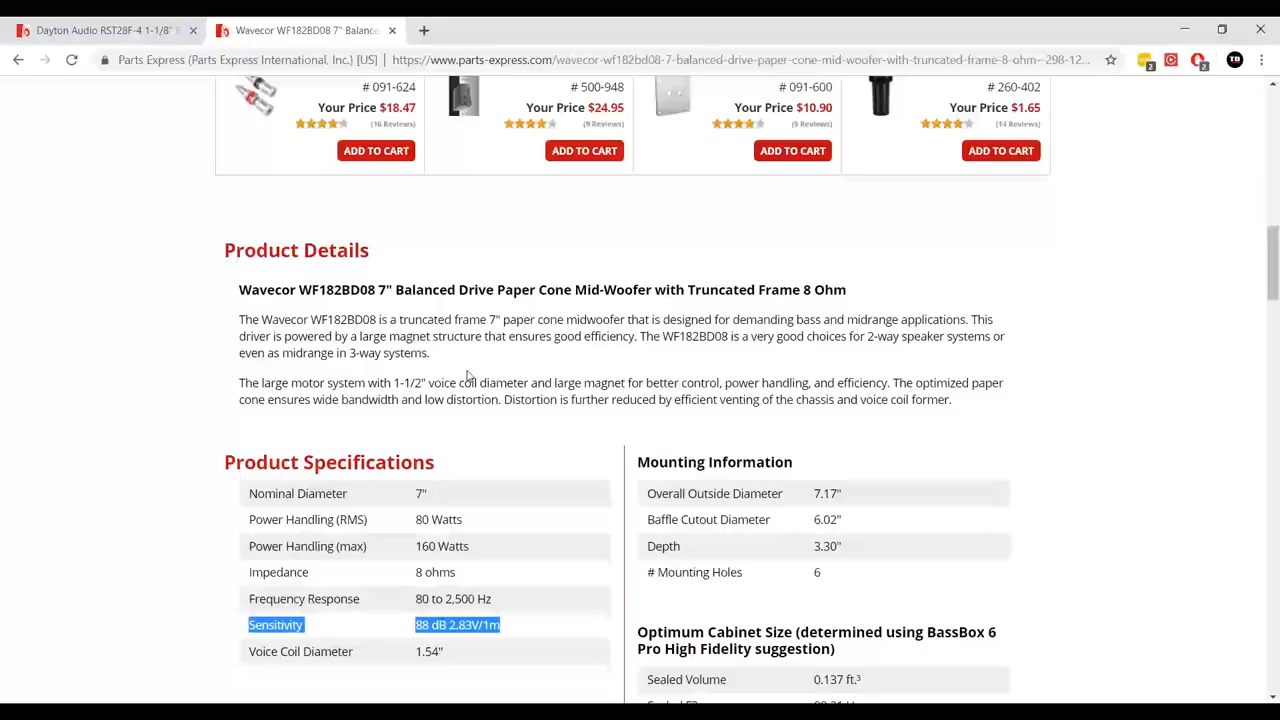 Dayton Audio RST28F-4 1-1/8"
Wavecor WF182BD08 7" Balanc
Parts Express (Parts Express International, Inc.) [US] | https://www.parts-express.com/wavecor-wf182bd08-7-balanced-drive-paper-cone-mid-woofer-with-truncated-frame-8-ohm--298-12...
2
2
TB
# 091-624
Your Price $18.47
(16 Reviews)
ADD TO CART
# 500-948
Your Price $24.95
(9 Reviews)
ADD TO CART
# 091-600
Your Price $10.90
(9 Reviews)
ADD TO CART
# 260-402
Your Price $1.65
(14 Reviews)
ADD TO CART
Product Details
Wavecor WF182BD08 7" Balanced Drive Paper Cone Mid-Woofer with Truncated Frame 8 Ohm
The Wavecor WF182BD08 is a truncated frame 7" paper cone midwoofer that is designed for demanding bass and midrange applications. This
driver is powered by a large magnet structure that ensures good efficiency. The WF182BD08 is a very good choices for 2-way speaker systems or
even as midrange in 3-way systems.
The large motor system with 1-1/2" voice coil diameter and large magnet for better control, power handling, and efficiency. The optimized paper
cone ensures wide bandwidth and low distortion. Distortion is further reduced by efficient venting of the chassis and voice coil former.
Product Specifications
Nominal Diameter 7"
Power Handling (RMS) 80 Watts
Power Handling (max) 160 Watts
Impedance 8 ohms
Frequency Response 80 to 2,500 Hz
Sensitivity 88 dB 2.83V/1m
Voice Coil Diameter 1.54"
Mounting Information
Overall Outside Diameter 7.17"
Baffle Cutout Diameter 6.02"
Depth 3.30"
# Mounting Holes 6
Optimum Cabinet Size (determined using BassBox 6
Pro High Fidelity suggestion)
Sealed Volume 0.137 ft.³